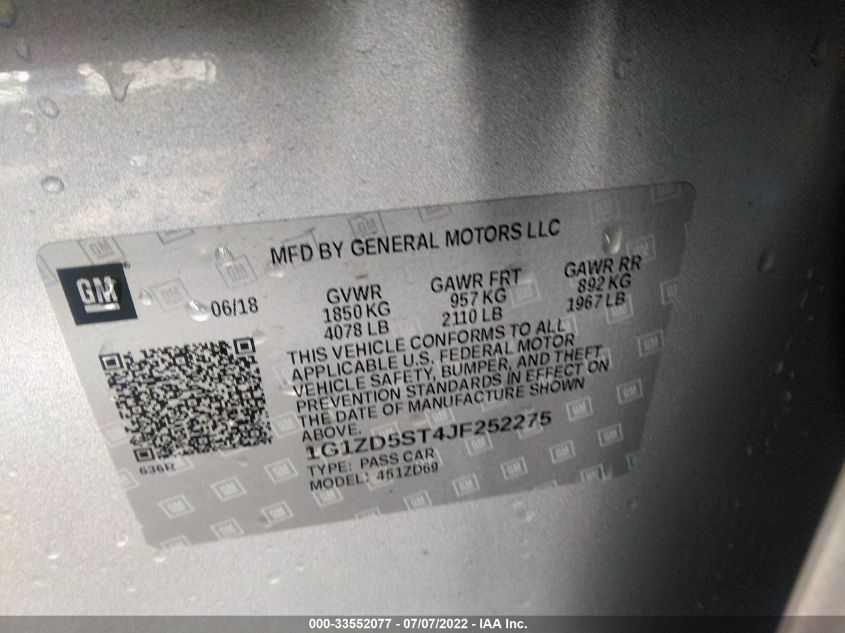 MFD BY GENERAL MOTORS LLC
GM
06/18
GVWR
1850 KG
4078 LB
GAWR FRT
957 KG
2110 LB
GAWR RR
892 KG
1967 LB
THIS VEHICLE CONFORMS TO ALL
APPLICABLE U.S. FEDERAL MOTOR
VEHICLE SAFETY, BUMPER, AND THEFT
PREVENTION STANDARDS IN EFFECT ON
THE DATE OF MANUFACTURE SHOWN
ABOVE.
1G1ZD5ST4JF252275
TYPE: PASS CAR
MODEL: 451ZD69
636R
000-33552077 - 07/07/2022 - IAA Inc.